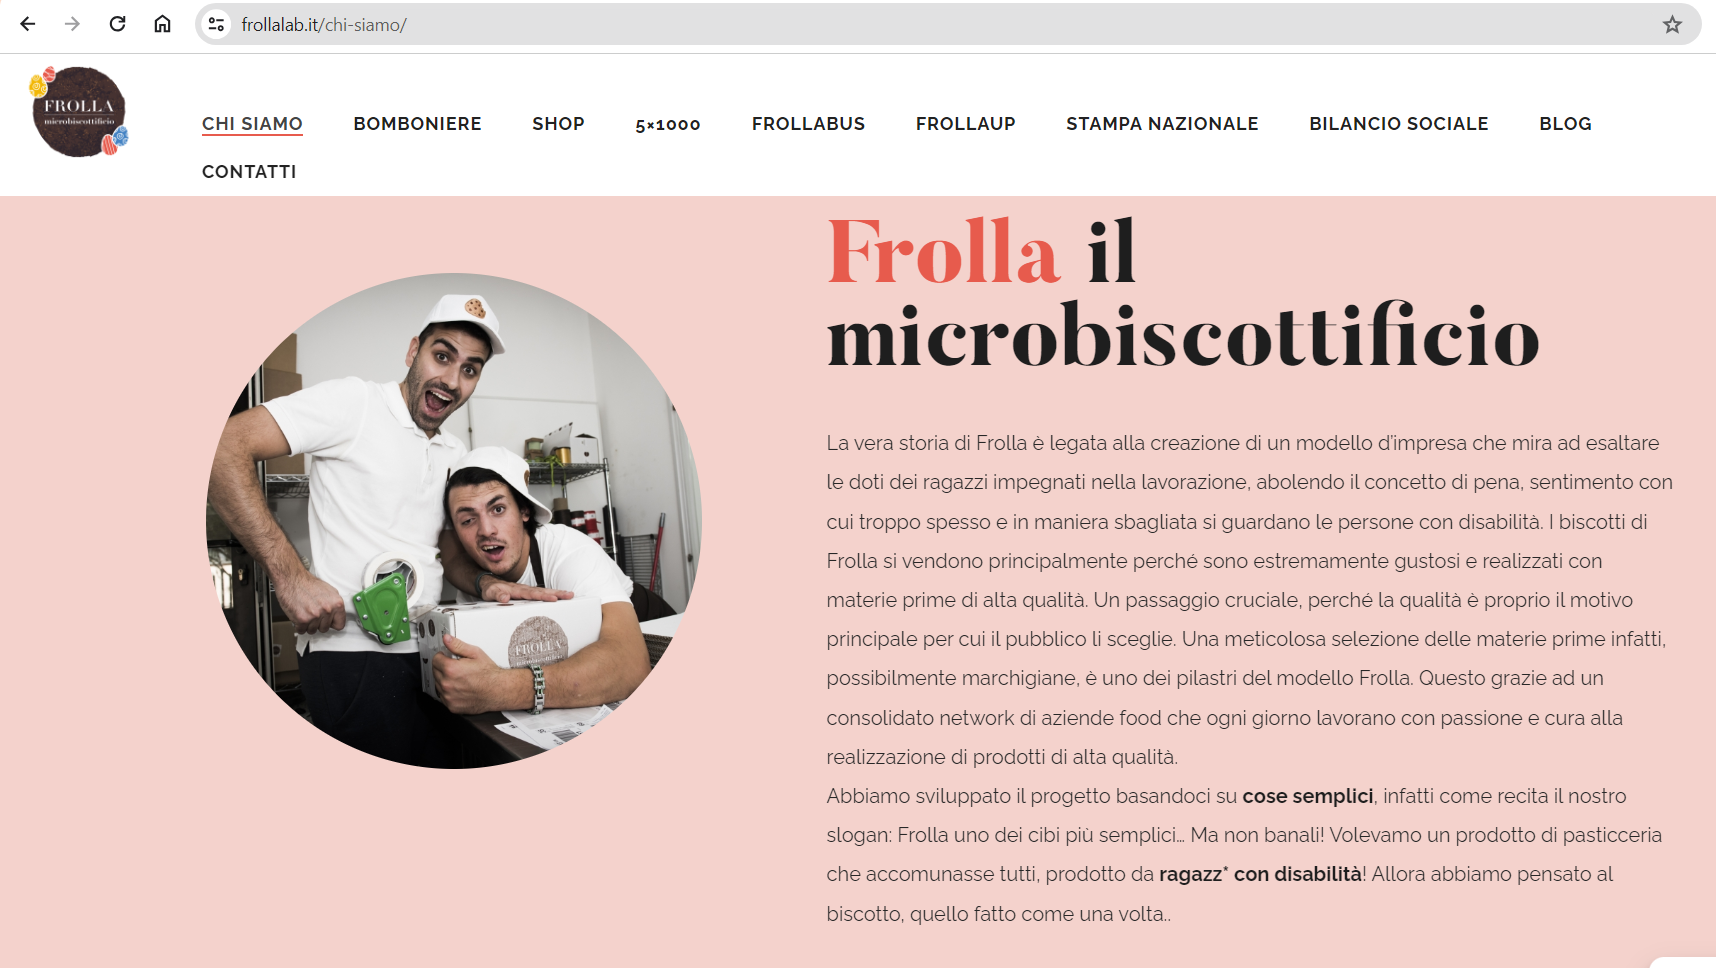 frollalab.it/chi-siamo/
FROLLA
microbiscottificio
CHI SIAMO
BOMBONIERE
SHOP
5×1000
FROLLABUS
FROLLAUP
STAMPA NAZIONALE
BILANCIO SOCIALE
BLOG
CONTATTI
Frolla il
microbiscottificio
FROLLA
microbiscottificio
La vera storia di Frolla è legata alla creazione di un modello d'impresa che mira ad esaltare
le doti dei ragazzi impegnati nella lavorazione, abolendo il concetto di pena, sentimento con
cui troppo spesso e in maniera sbagliata si guardano le persone con disabilità. I biscotti di
Frolla si vendono principalmente perché sono estremamente gustosi e realizzati con
materie prime di alta qualità. Un passaggio cruciale, perché la qualità è proprio il motivo
principale per cui il pubblico li sceglie. Una meticolosa selezione delle materie prime infatti,
possibilmente marchigiane, è uno dei pilastri del modello Frolla. Questo grazie ad un
consolidato network di aziende food che ogni giorno lavorano con passione e cura alla
realizzazione di prodotti di alta qualità.
Abbiamo sviluppato il progetto basandoci su cose semplici, infatti come recita il nostro
slogan: Frolla uno dei cibi più semplici… Ma non banali! Volevamo un prodotto di pasticceria
che accomunasse tutti, prodotto da ragazz* con disabilità! Allora abbiamo pensato al
biscotto, quello fatto come una volta..